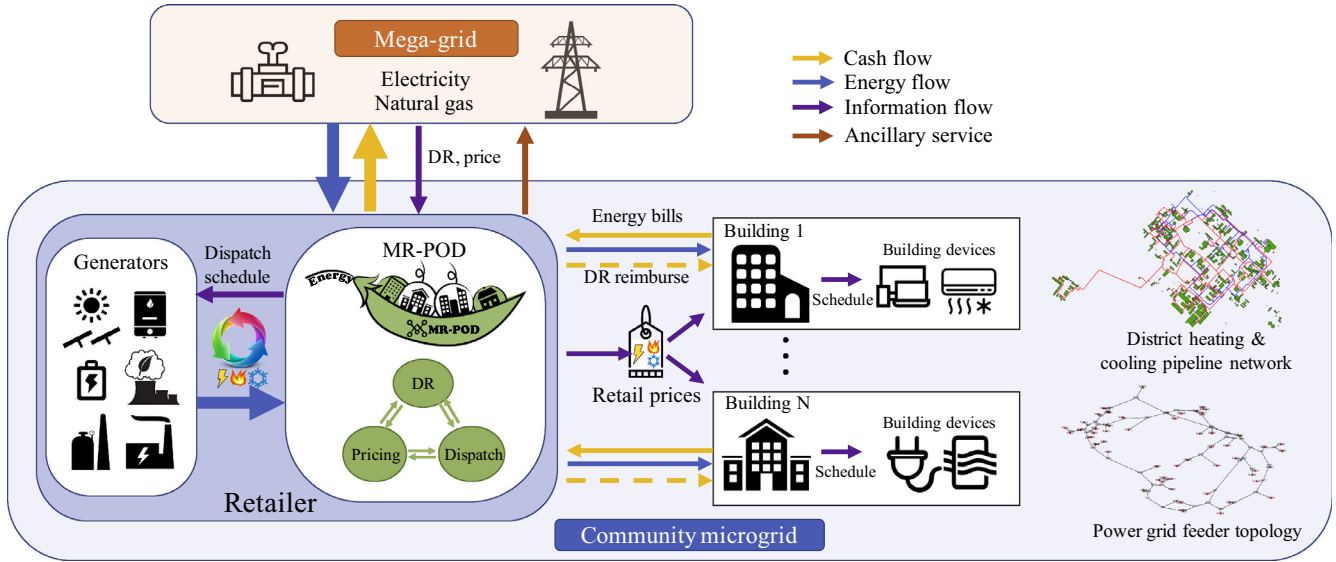 Mega-grid
Electricity
Natural gas
Cash flow
Energy flow
Information flow
Ancillary service
DR, price
Generators
Dispatch
schedule
MR-POD
Energy
MR-POD
DR
Pricing
Dispatch
Retailer
Energy bills
DR reimburse
Retail prices
Building 1
Schedule
Building devices
Building N
Schedule
Building devices
District heating &
cooling pipeline network
Power grid feeder topology
Community microgrid